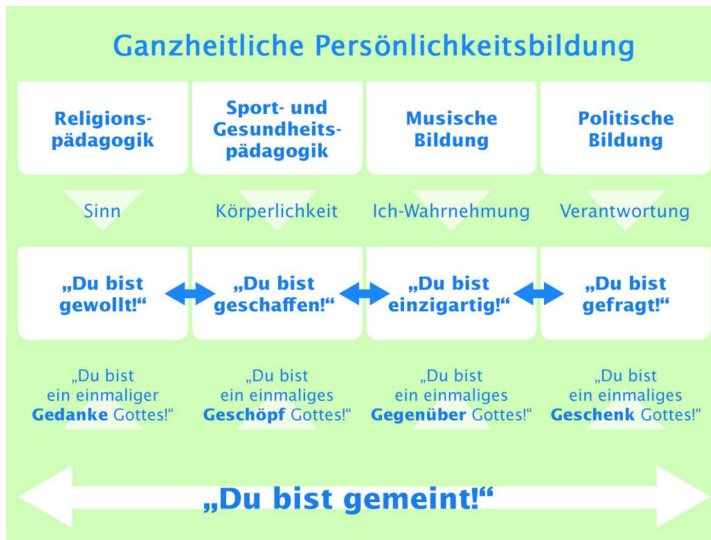 Ganzheitliche Persönlichkeitsbildung
Religions-
pädagogik
Sport- und
Gesundheits-
pädagogik
Musische
Bildung
Politische
Bildung
Sinn
Körperlichkeit
Ich-Wahrnehmung
Verantwortung
„Du bist
gewollt!“
„Du bist
geschaffen!“
„Du bist
einzigartig!“
„Du bist
gefragt!“
„Du bist
ein einmaliger
Gedanke Gottes!“
„Du bist
ein einmaliges
Geschöpf Gottes!“
„Du bist
ein einmaliges
Gegenüber Gottes!“
„Du bist
ein einmaliges
Geschenk Gottes!“
„Du bist gemeint!“